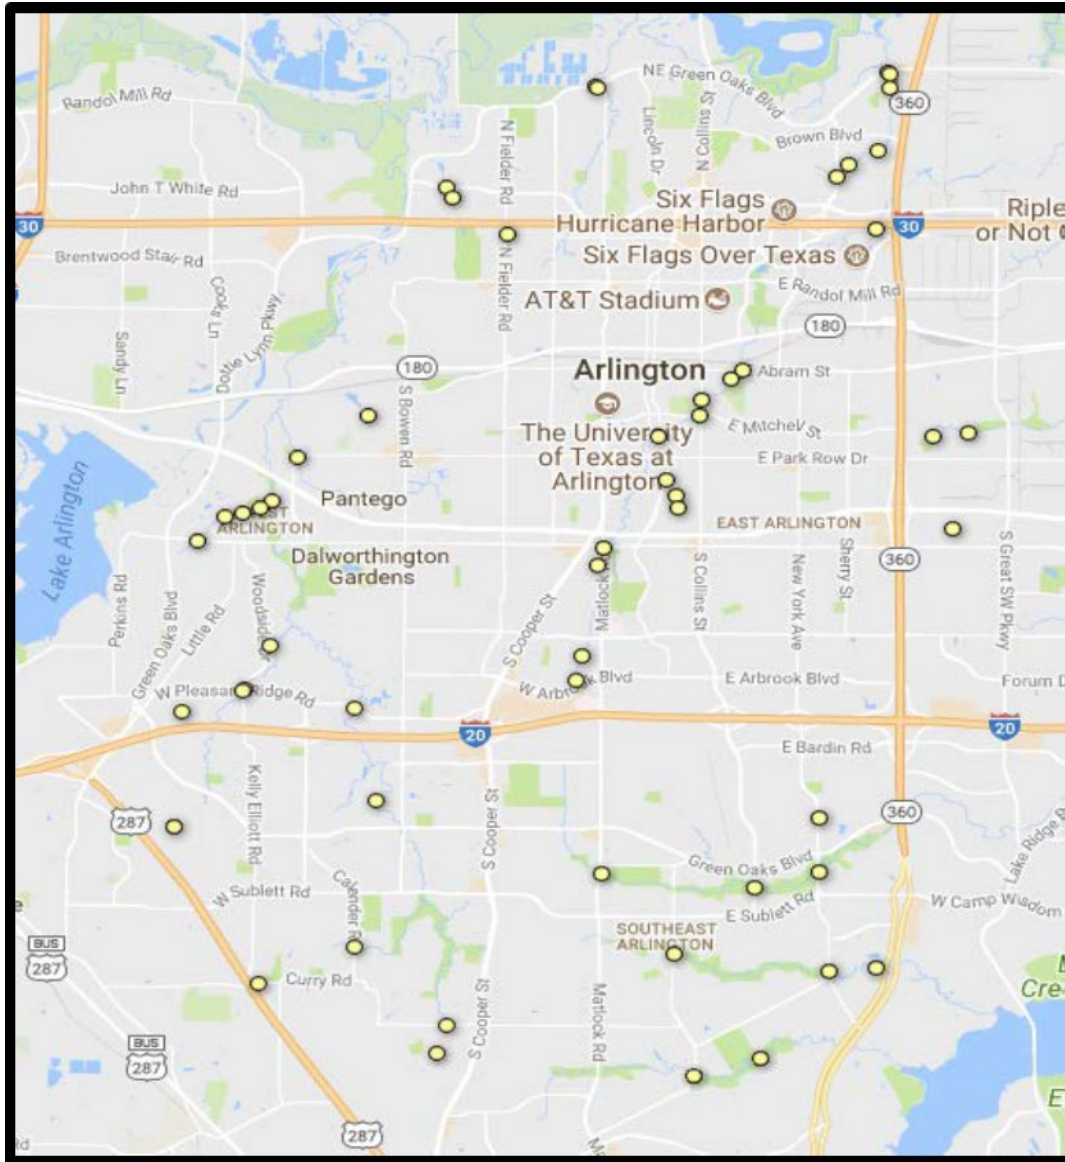 NE Green Oaks Blvd
Randol Mill Rd
N Fielder Rd
Lincoln Dr
N Collins St
360
Brown Blvd
John T White Rd
Six Flags
Hurricane Harbor
30
30
Riple
or Not
Brentwood Stair Rd
Six Flags Over Texas
Cooks Ln
N Fielder Rd
E Randol Mill Rd
AT&T Stadium
Sandy Ln
Dottie Lynn Pkwy
180
180
Arlington
Abram St
S Bowen Rd
The University
of Texas at
Arlington
E Mitchell St
E Park Row Dr
Pantego
Lake Arlington
ARLINGTON
EAST ARLINGTON
Dalworthington
Gardens
360
Perkins Rd
Green Oaks Blvd
Little Rd
S Cooper St
Matlock
S Collins St
New York Ave
Sherry St
S Great SW Pkwy
W Arbrook Blvd
E Arbrook Blvd
Forum D
20
20
E Bardin Rd
287
Kelly Elliott Rd
S Cooper St
360
Green Oaks Blvd
Lake Ridge
W Sublett Rd
Calender R
E Sublett Rd
W Camp Wisdom
BUS
287
SOUTHEAST
ARLINGTON
Curry Rd
S Cooper St
Matlock Rd
Cre
BUS
287
287
Ma
E
Rd